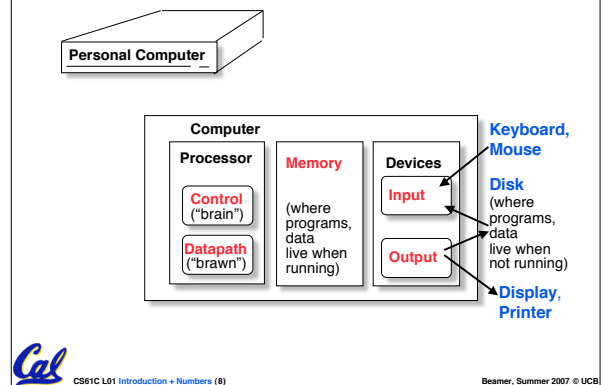 Personal Computer
Computer
Processor
Control
("brain")
Datapath
("brawn")
Memory
(where
programs,
data
live when
running)
Devices
Input
Output
Keyboard,
Mouse
Disk
(where
programs,
data
live when
not running)
Display,
Printer
Cal
CS61C L01 Introduction + Numbers (8)
Beamer, Summer 2007 © UCB